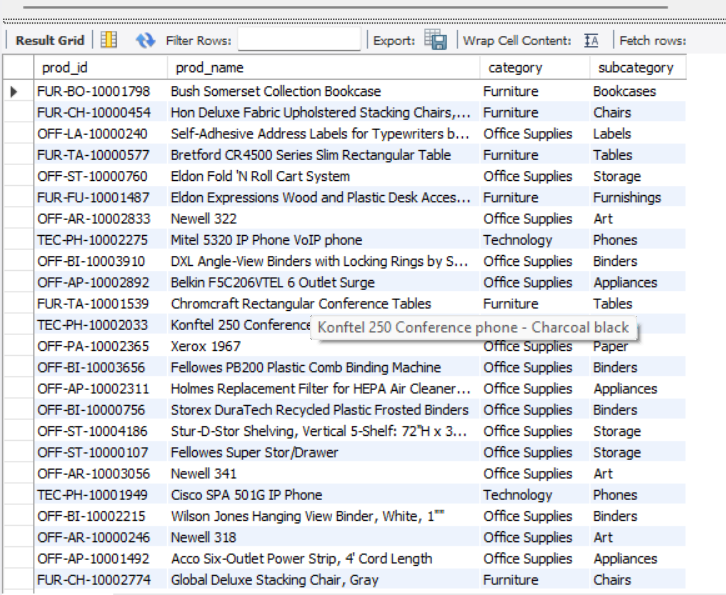 Result Grid Filter Rows: Export: Wrap Cell Content: Fetch rows:
prod_id prod_name category subcategory
FUR-BO-10001798 Bush Somerset Collection Bookcase Furniture Bookcases
FUR-CH-10000454 Hon Deluxe Fabric Upholstered Stacking Chairs,... Furniture Chairs
OFF-LA-10000240 Self-Adhesive Address Labels for Typewriters b... Office Supplies Labels
FUR-TA-10000577 Bretford CR4500 Series Slim Rectangular Table Furniture Tables
OFF-ST-10000760 Eldon Fold 'N Roll Cart System Office Supplies Storage
FUR-FU-10001487 Eldon Expressions Wood and Plastic Desk Acces... Furniture Furnishings
OFF-AR-10002833 Newell 322 Office Supplies Art
TEC-PH-10002275 Mitel 5320 IP Phone VoIP phone Technology Phones
OFF-BI-10003910 DXL Angle-View Binders with Locking Rings by S... Office Supplies Binders
OFF-AP-10002892 Belkin F5C206VTEL 6 Outlet Surge Office Supplies Appliances
FUR-TA-10001539 Chromcraft Rectangular Conference Tables Furniture Tables
TEC-PH-10002033 Konftel 250 Conference Konftel 250 Conference phone - Charcoal black
OFF-PA-10002365 Xerox 1967 Office Supplies Paper
OFF-BI-10003656 Fellowes PB200 Plastic Comb Binding Machine Office Supplies Binders
OFF-AP-10002311 Holmes Replacement Filter for HEPA Air Cleaner... Office Supplies Appliances
OFF-BI-10000756 Storex DuraTech Recycled Plastic Frosted Binders Office Supplies Binders
OFF-ST-10004186 Stur-D-Stor Shelving, Vertical 5-Shelf: 72"H x 3... Office Supplies Storage
OFF-ST-10000107 Fellowes Super Stor/Drawer Office Supplies Storage
OFF-AR-10003056 Newell 341 Office Supplies Art
TEC-PH-10001949 Cisco SPA 501G IP Phone Technology Phones
OFF-BI-10002215 Wilson Jones Hanging View Binder, White, 1"" Office Supplies Binders
OFF-AR-10000246 Newell 318 Office Supplies Art
OFF-AP-10001492 Acco Six-Outlet Power Strip, 4' Cord Length Office Supplies Appliances
FUR-CH-10002774 Global Deluxe Stacking Chair, Gray Furniture Chairs